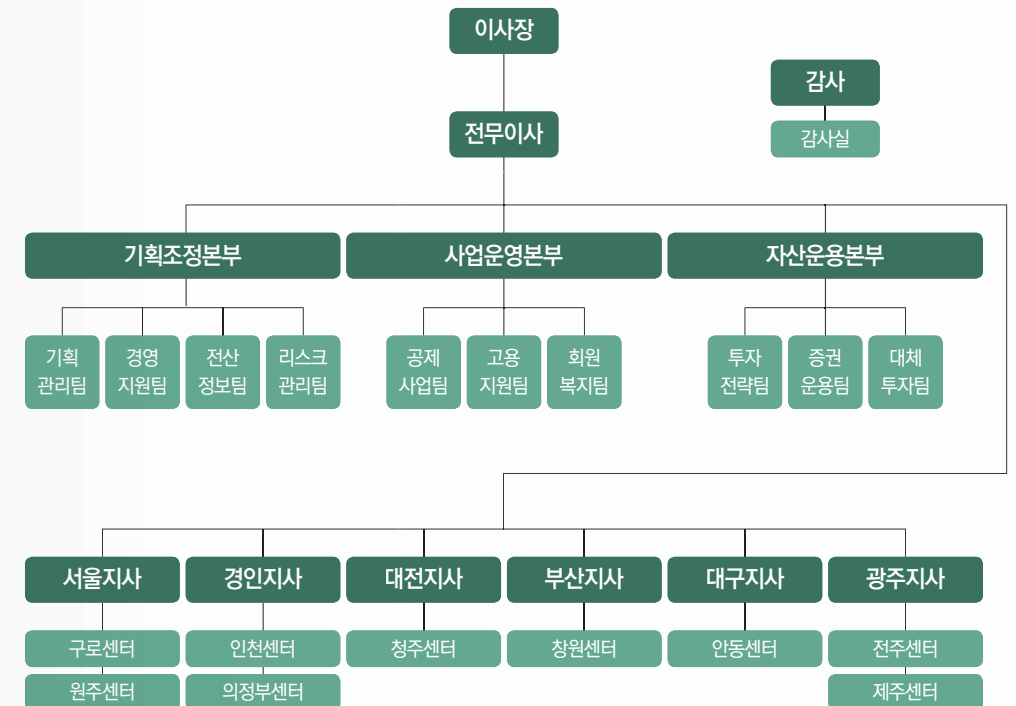 이사장
감사
전무이사
감사실
기획조정본부
사업운영본부
자산운용본부
기획
관리팀
경영
지원팀
전산
정보팀
리스크
관리팀
공제
사업팀
고용
지원팀
회원
복지팀
투자
전략팀
증권
운용팀
대체
투자팀
서울지사
경인지사
대전지사
부산지사
대구지사
광주지사
구로센터
인천센터
청주센터
창원센터
안동센터
전주센터
원주센터
의정부센터
제주센터